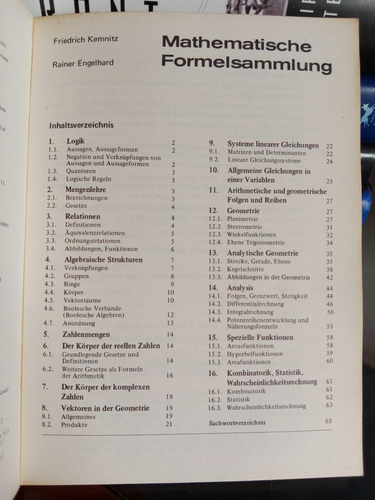 Friedrich Kemnitz
Rainer Engelhard
Mathematische
Formelsammlung
Inhaltsverzeichnis
1. Logik 2
1.1. Aussagen, Aussageformen 2
1.2. Negation und Verknüpfungen von
Aussagen und Aussageformen 2
1.3. Quantoren 2
1.4. Logische Regeln 2
2. Mengenlehre 3
2.1. Bezeichnungen 3
2.2. Gesetze 3
3. Relationen 4
3.1. Definitionen 4
3.2. Äquivalenzrelationen 5
3.3. Ordnungsrelationen 6
3.4. Abbildungen, Funktionen 6
4. Algebraische Strukturen 7
4.1. Verknüpfungen 7
4.2. Gruppen 8
4.3. Ringe 9
4.4. Körper 10
4.5. Vektorräume 10
4.6. Boolesche Verbünde
(Boolesche Algebren) 12
4.7. Anordnung 13
5. Zahlenmengen 14
6. Der Körper der reellen Zahlen 14
6.1. Grundlegende Gesetze und
Definitionen 14
6.2. Weitere Gesetze als Formeln
der Arithmetik 16
7. Der Körper der komplexen
Zahlen 18
8. Vektoren in der Geometrie 19
8.1. Allgemeines 19
8.2. Produkte 21
9. Systeme linearer Gleichungen 22
9.1. Matrizen und Determinanten 22
9.2. Lineare Gleichungssysteme 24
10. Allgemeine Gleichungen in
einer Variablen 25
11. Arithmetische und geometrische
Folgen und Reihen 27
12. Geometrie 27
12.1. Planimetrie 27
12.2. Stereometrie 31
12.3. Winkelfunktionen 32
12.4. Ebene Trigonometrie 34
13. Analytische Geometrie 35
13.1. Strecke, Gerade, Ebene 35
13.2. Kegelschnitte 38
13.3. Abbildungen in der Geometrie 42
14. Analysis 44
14.1. Folgen, Grenzwert, Stetigkeit 44
14.2. Differentialrechnung 46
14.3. Integralrechnung 50
14.4. Potenzreihenentwicklung und
Näherungsformeln 55
15. Spezielle Funktionen 58
15.1. Arcusfunktionen 58
15.2. Hyperbelfunktionen 59
15.3. Areafunktionen 60
16. Kombinatorik, Statistik,
Wahrscheinlichkeitsrechnung 61
16.1. Kombinatorik 61
16.2. Statistik 62
16.3. Wahrscheinlichkeitsrechnung 63
Sachwortverzeichnis 65